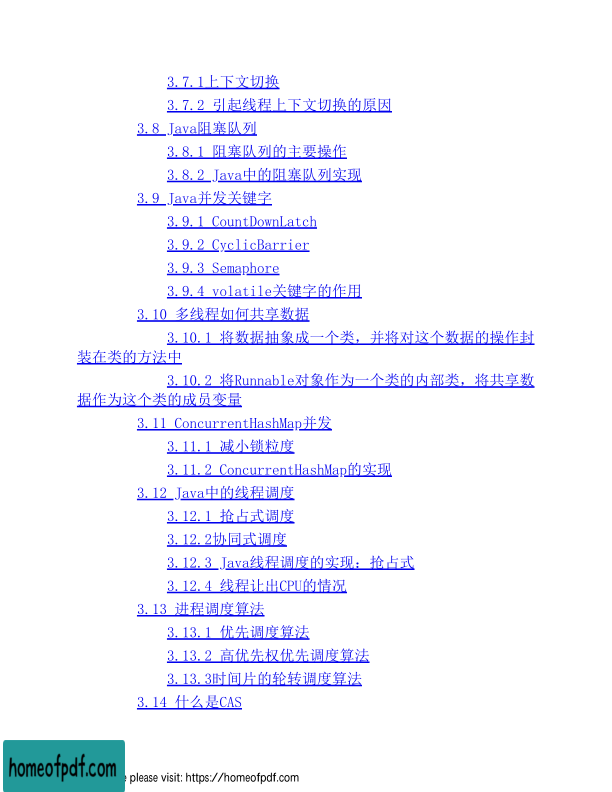 3.7.1上下文切换
3.7.2 引起线程上下文切换的原因
3.8 Java阻塞队列
3.8.1 阻塞队列的主要操作
3.8.2 Java中的阻塞队列实现
3.9 Java并发关键字
3.9.1 CountDownLatch
3.9.2 CyclicBarrier
3.9.3 Semaphore
3.9.4 volatile关键字的作用
3.10 多线程如何共享数据
3.10.1 将数据抽象成一个类，并将对这个数据的操作封
装在类的方法中
3.10.2 将Runnable对象作为一个类的内部类，将共享数
据作为这个类的成员变量
3.11 ConcurrentHashMap并发
3.11.1 减小锁粒度
3.11.2 ConcurrentHashMap的实现
3.12 Java中的线程调度
3.12.1 抢占式调度
3.12.2协同式调度
3.12.3 Java线程调度的实现：抢占式
3.12.4 线程让出CPU的情况
3.13 进程调度算法
3.13.1 优先调度算法
3.13.2 高优先权优先调度算法
3.13.3时间片的轮转调度算法
3.14 什么是CAS
homeofpdf.com
e please visit: https://homeofpdf.com